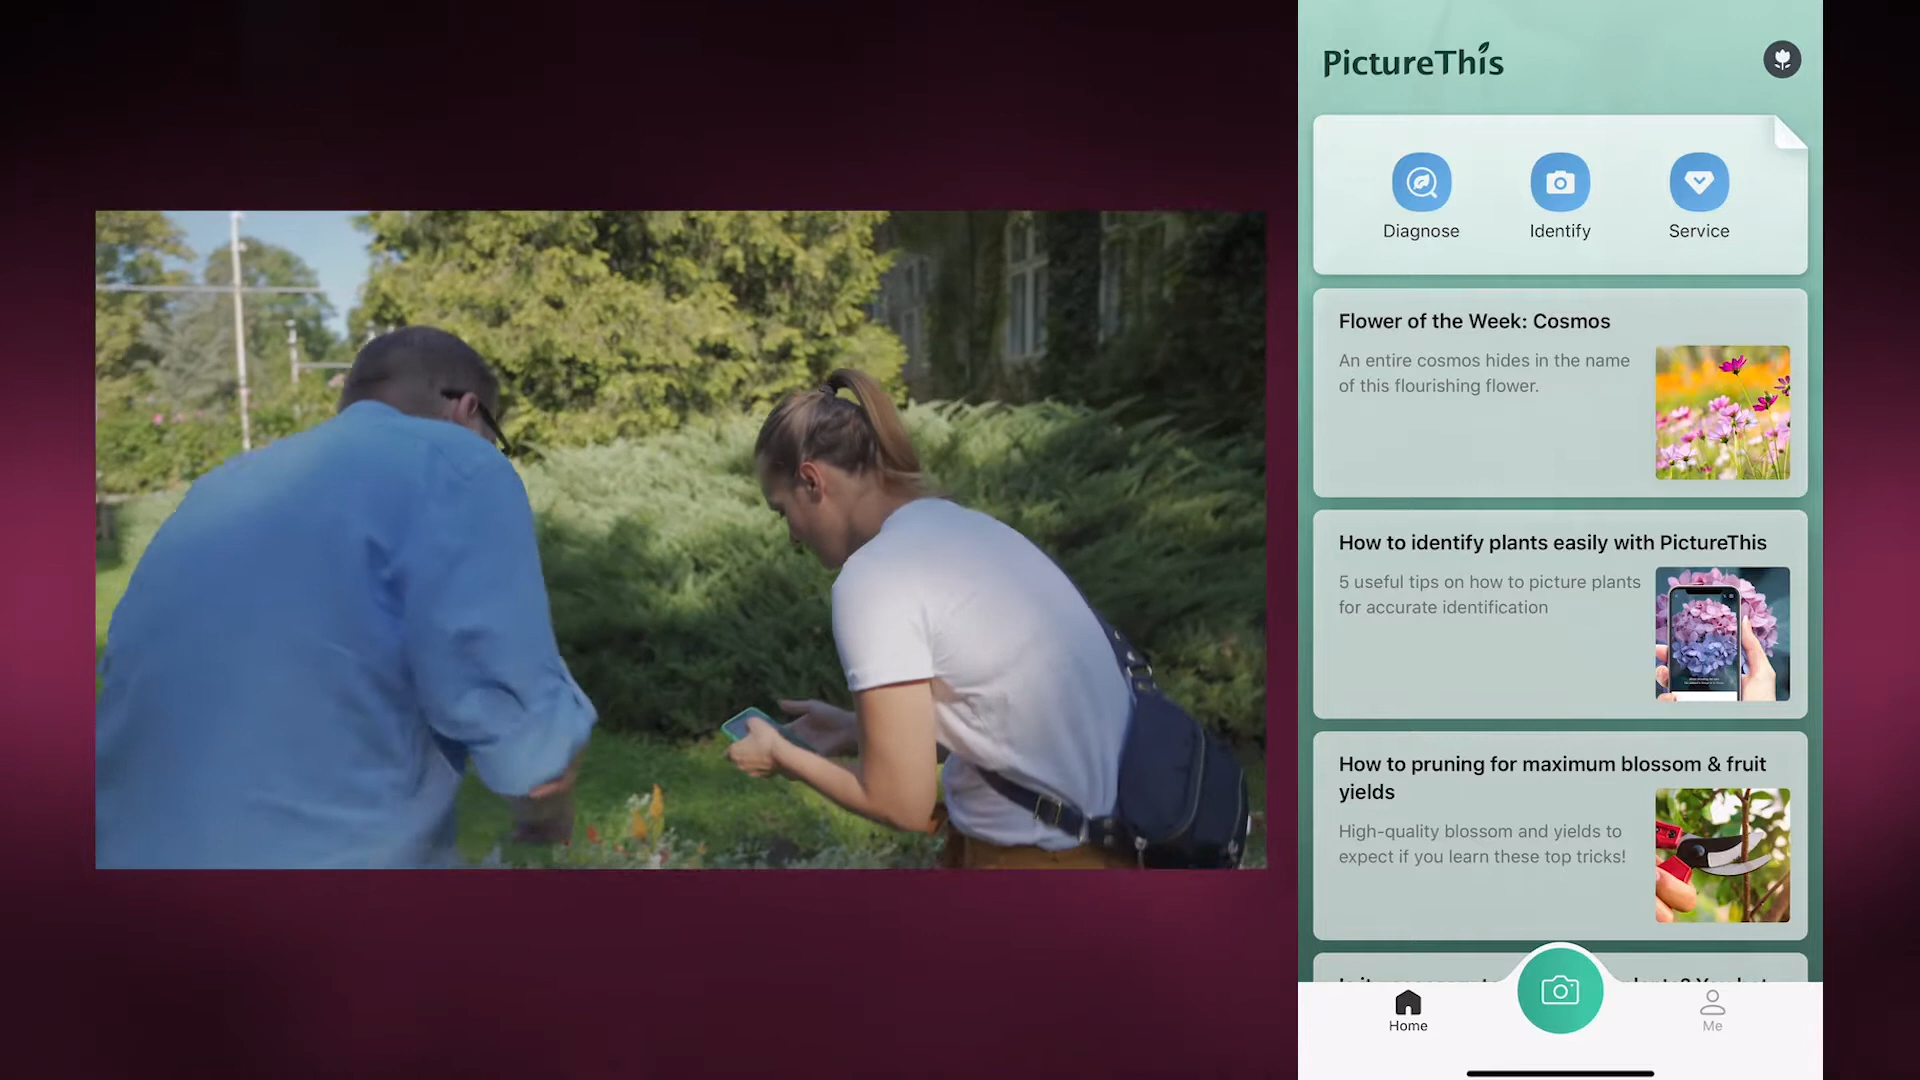 PictureThis
Diagnose
Identify
Service
Flower of the Week: Cosmos
An entire cosmos hides in the name
of this flourishing flower.
How to identify plants easily with PictureThis
5 useful tips on how to picture plants
for accurate identification
How to pruning for maximum blossom & fruit
yields
High-quality blossom and yields to
expect if you learn these top tricks!
Home
Me